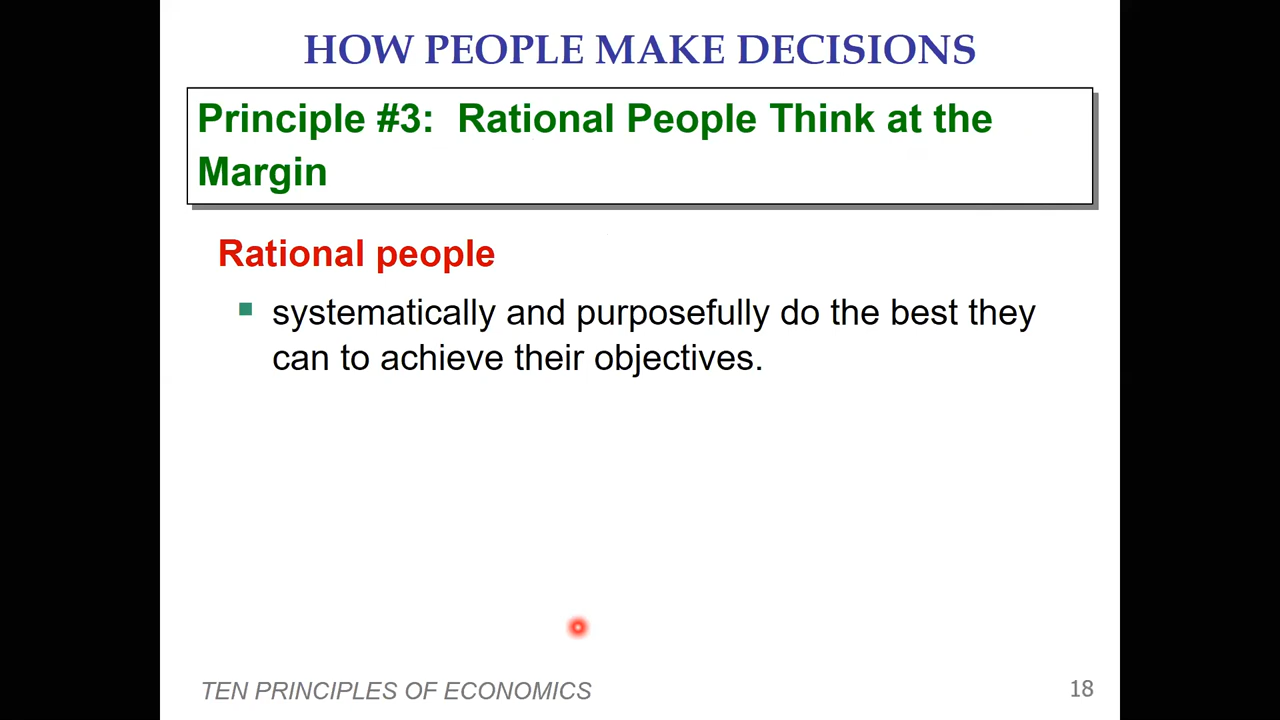 HOW PEOPLE MAKE DECISIONS
Principle #3:  Rational People Think at the
Margin
Rational people
systematically and purposefully do the best they
can to achieve their objectives.
TEN PRINCIPLES OF ECONOMICS
18